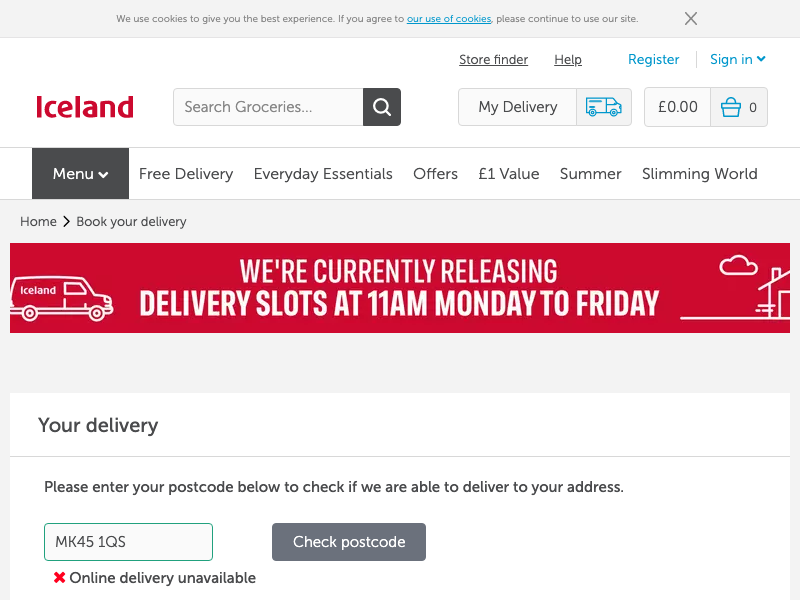 We use cookies to give you the best experience. If you agree to our use of cookies, please continue to use our site.
Store finder Help Register Sign in
Iceland Search Groceries... My Delivery £0.00 0
Menu Free Delivery Everyday Essentials Offers £1 Value Summer Slimming World
Home Book your delivery
WE'RE CURRENTLY RELEASING
Iceland
DELIVERY SLOTS AT 11AM MONDAY TO FRIDAY
Your delivery
Please enter your postcode below to check if we are able to deliver to your address.
MK45 1QS Check postcode
Online delivery unavailable